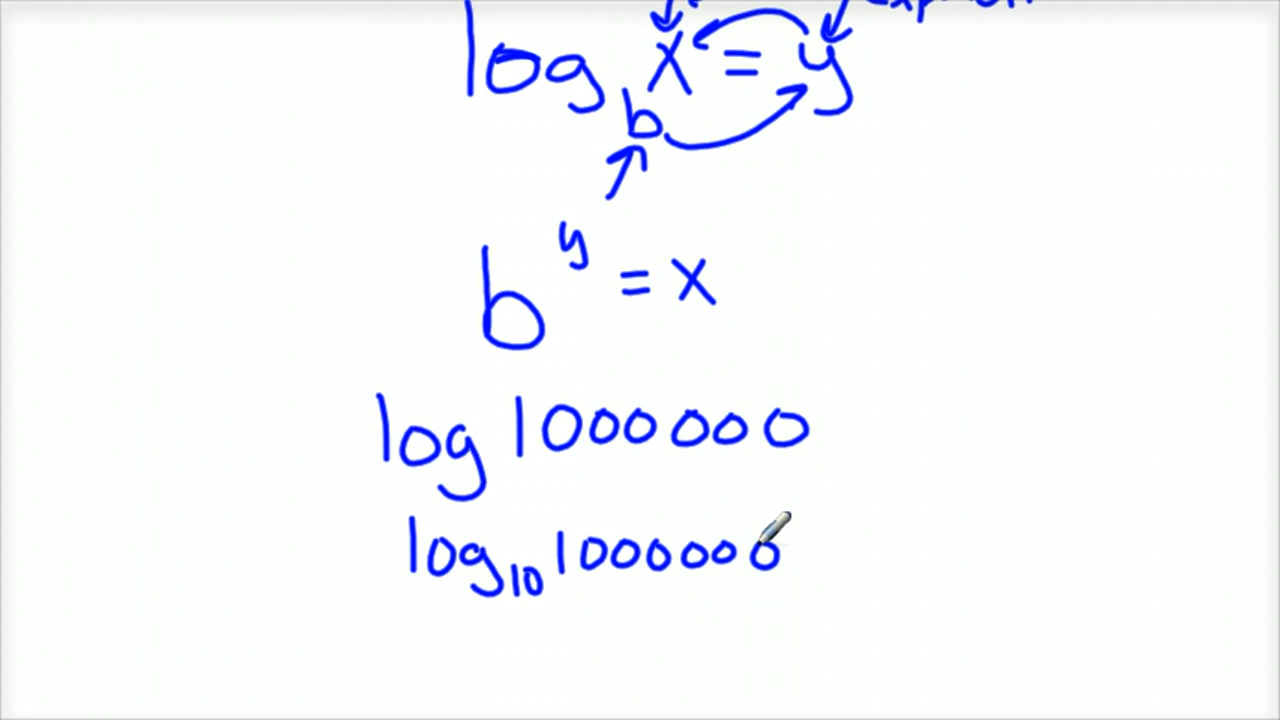 log_b x = y
b^y = x
log 1000000
log_10 1000000